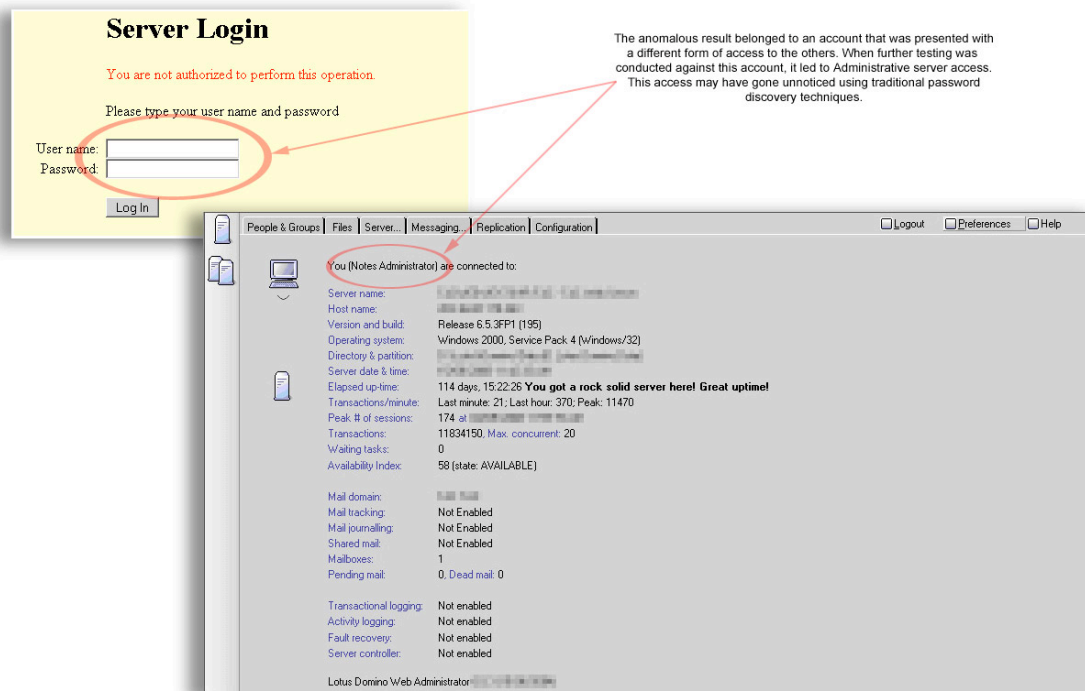 Server Login
You are not authorized to perform this operation.
Please type your user name and password
User name:
Password:
Log In
The anomalous result belonged to an account that was presented with
a different form of access to the others. When further testing was
conducted against this account, it led to Administrative server access.
This access may have gone unnoticed using traditional password
discovery techniques.
People & Groups Files Server... Messaging... Replication Configuration Logout Preferences Help
You (Notes Administrator) are connected to:
Server name:
Host name:
Version and build: Release 6.5.3FP1 (195)
Operating system: Windows 2000, Service Pack 4 (Windows/32)
Directory & partition:
Server date & time:
Elapsed up-time: 114 days, 15:22:26 You got a rock solid server here! Great uptime!
Transactions/minute: Last minute: 21; Last hour: 370; Peak: 11470
Peak # of sessions: 174 at
Transactions: 11834150, Max. concurrent: 20
Waiting tasks: 0
Availability Index: 58 (state: AVAILABLE)
Mail domain:
Mail tracking: Not Enabled
Mail journalling: Not Enabled
Shared mail: Not Enabled
Mailboxes: 1
Pending mail: 0, Dead mail: 0
Transactional logging: Not enabled
Activity logging: Not enabled
Fault recovery: Not enabled
Server controller: Not enabled
Lotus Domino Web Administrator